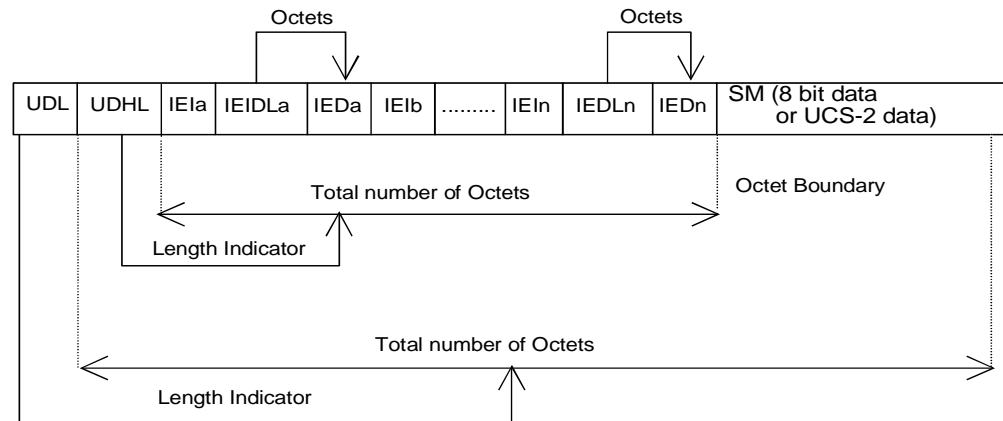 Octets Octets
UDL UDHL IEIa IEIDLa IEDa IEIb ......... IEIn IEDLn IEDn SM (8 bit data
or UCS-2 data)
Total number of Octets
Octet Boundary
Length Indicator
Total number of Octets
Length Indicator